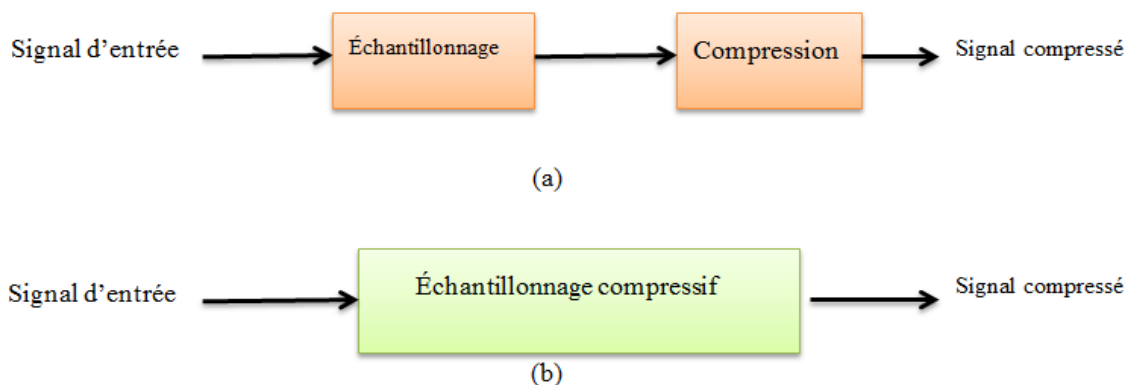 Signal d’entrée
Échantillonnage
Compression
Signal compressé
(a)
Signal d’entrée
Échantillonnage compressif
Signal compressé
(b)